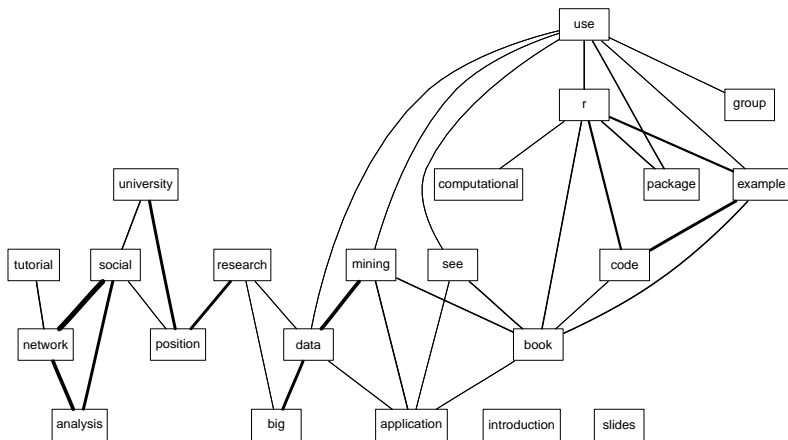 use
r
group
university
computational
package
example
tutorial
social
research
mining
see
code
network
position
data
book
analysis
big
application
introduction
slides